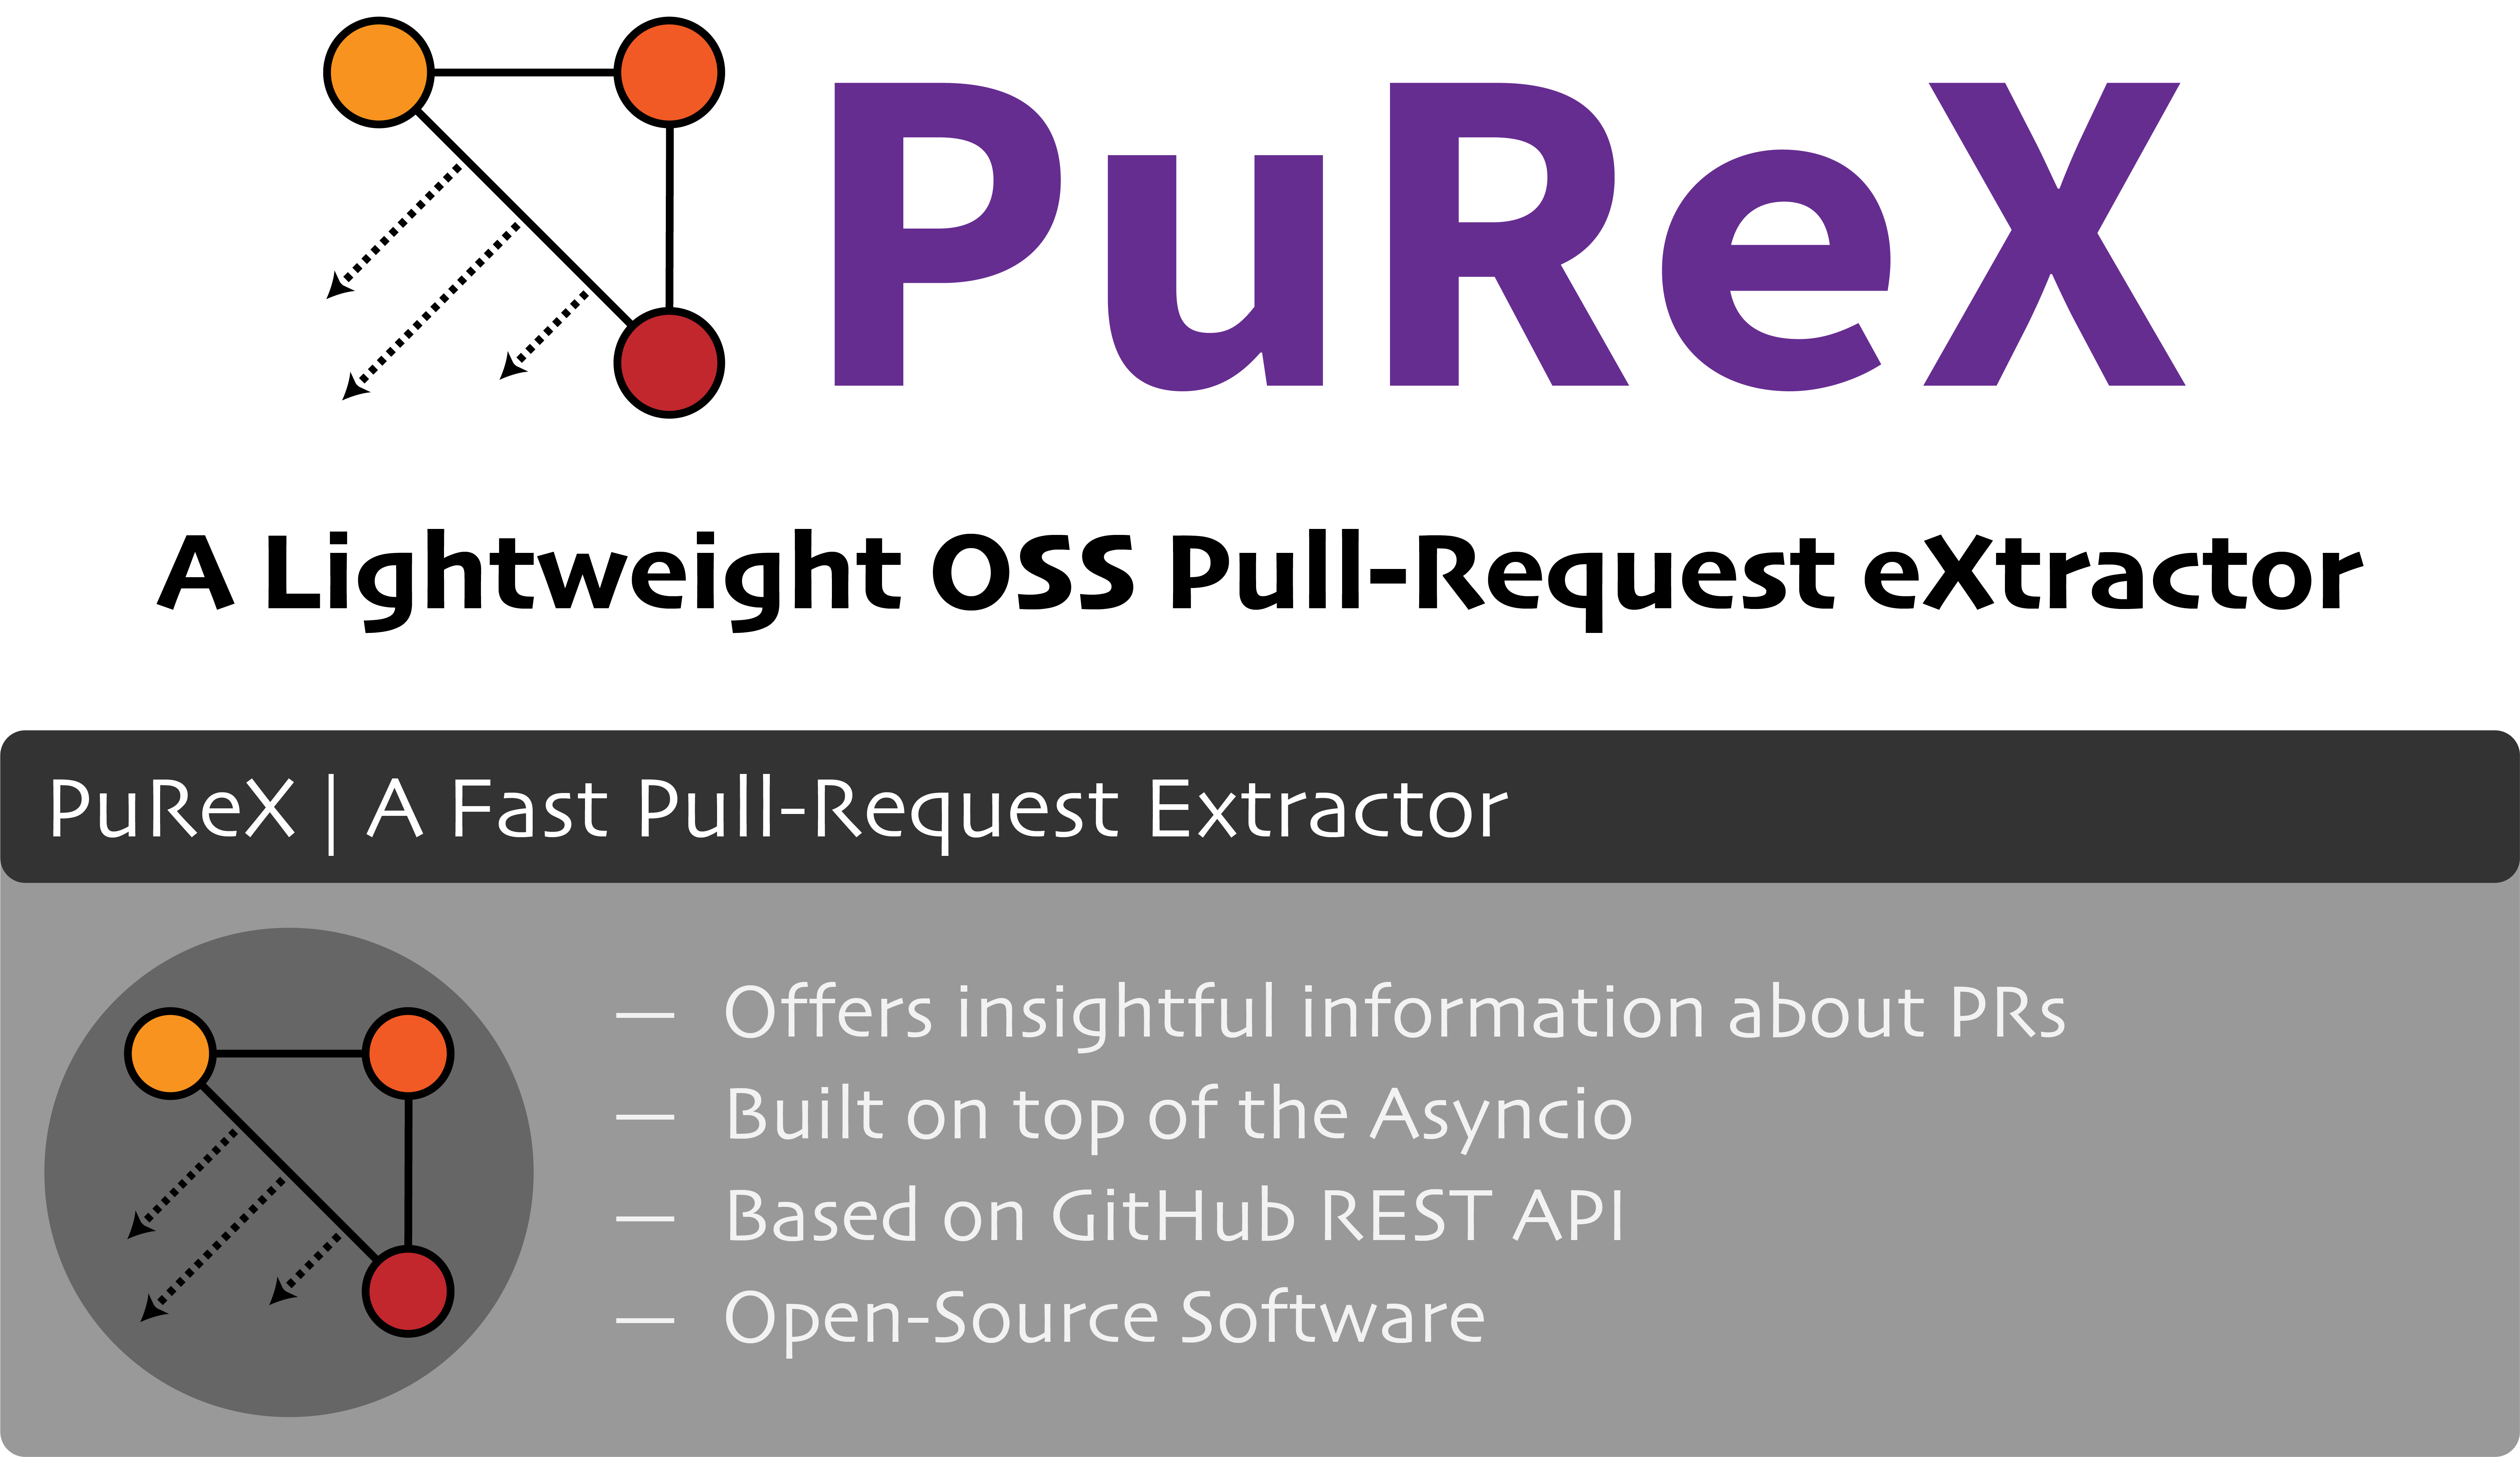 PuReX
A Lightweight OSS Pull-Request eXtractor
PuReX | A Fast Pull-Request Extractor
— Offers insightful information about PRs
— Built on top of the Asyncio
— Based on GitHub REST API
— Open-Source Software